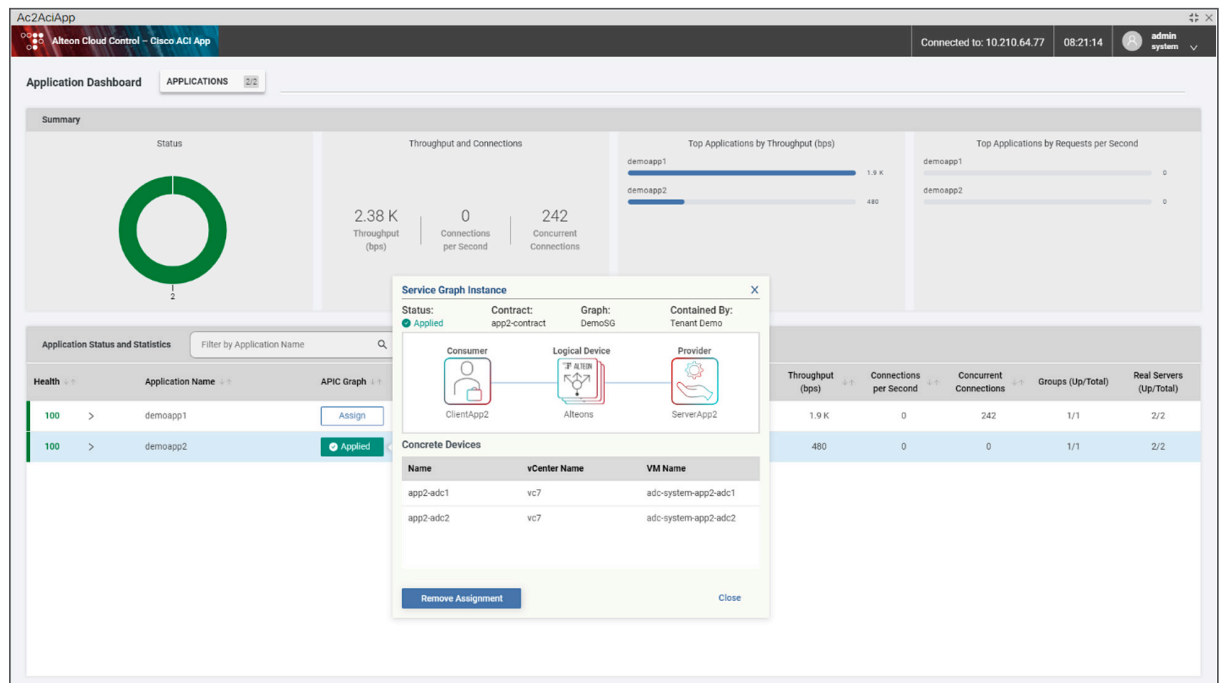 Ac2AciApp
Alteon Cloud Control – Cisco ACI App
Connected to: 10.210.64.77
08:21:14
admin
system
Application Dashboard
APPLICATIONS 2/2
Summary
Status
2
Throughput and Connections
2.38 K
Throughput
(bps)
0
Connections
per Second
242
Concurrent
Connections
Top Applications by Throughput (bps)
demoapp1
1.9 K
demoapp2
480
Top Applications by Requests per Second
demoapp1
0
demoapp2
0
Application Status and Statistics
Filter by Application Name
Health
Application Name
APIC Graph
Throughput
(bps)
Connections
per Second
Concurrent
Connections
Groups (Up/Total)
Real Servers
(Up/Total)
100 > demoapp1 Assign 1.9 K 0 242 1/1 2/2
100 > demoapp2 Applied 480 0 0 1/1 2/2
Service Graph Instance X
Status: Contract: Graph: Contained By:
Applied app2-contract DemoSG Tenant Demo
Consumer Logical Device Provider
ALTEON
ClientApp2 Alteons ServerApp2
Concrete Devices
Name vCenter Name VM Name
app2-adc1 vc7 adc-system-app2-adc1
app2-adc2 vc7 adc-system-app2-adc2
Remove Assignment Close